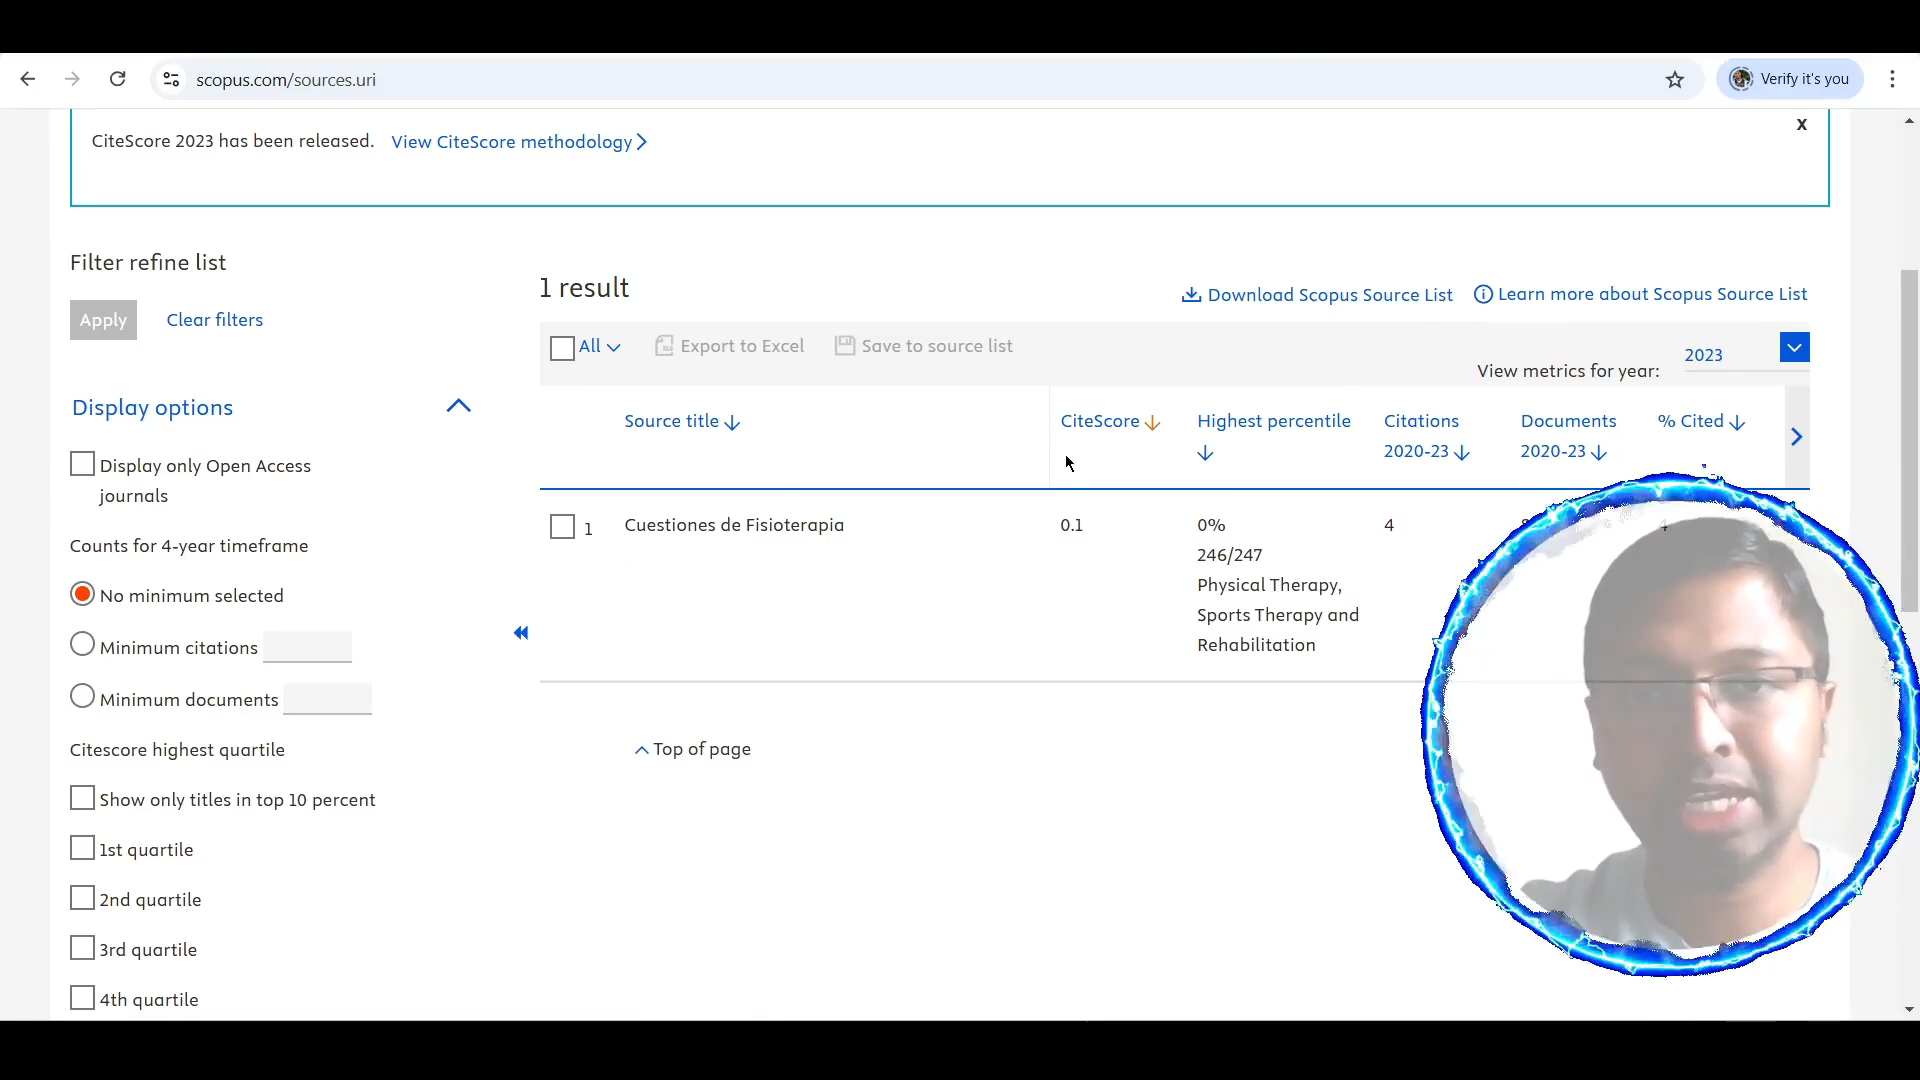 scopus.com/sources.uri
Verify it's you
x
CiteScore 2023 has been released. View CiteScore methodology
Filter refine list
Apply Clear filters
Display options
Display only Open Access
journals
Counts for 4-year timeframe
No minimum selected
Minimum citations
Minimum documents
Citescore highest quartile
Show only titles in top 10 percent
1st quartile
2nd quartile
3rd quartile
4th quartile
1 result
Download Scopus Source List Learn more about Scopus Source List
All Export to Excel Save to source list
View metrics for year: 2023
Source title CiteScore Highest percentile Citations 2020-23 Documents 2020-23 % Cited
1 Cuestiones de Fisioterapia 0.1 0% 4
246/247
Physical Therapy,
Sports Therapy and
Rehabilitation
Top of page